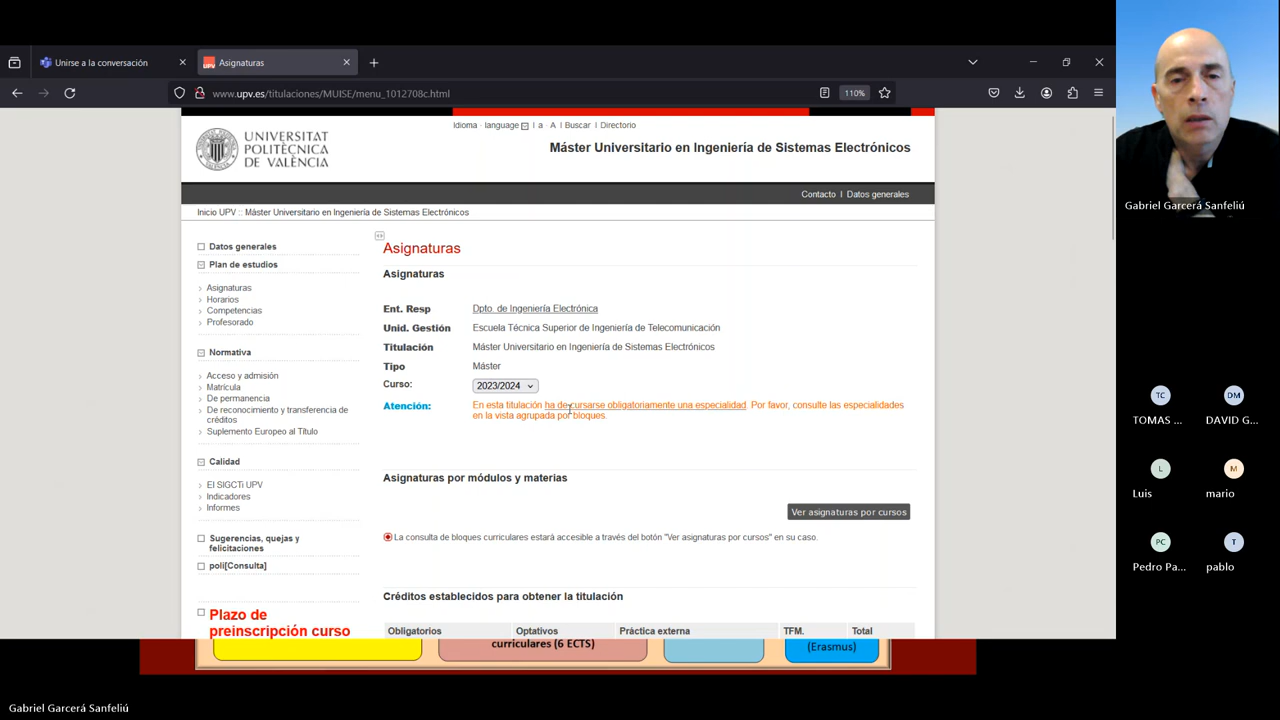 Unirse a la conversación
Asignaturas
www.upv.es/titulaciones/MUISE/menu_1012708c.html
110%
UNIVERSITAT
POLITÈCNICA
DE VALÈNCIA
Idioma · language | a · A | Buscar | Directorio
Máster Universitario en Ingeniería de Sistemas Electrónicos
Contacto | Datos generales
Inicio UPV :: Máster Universitario en Ingeniería de Sistemas Electrónicos
Datos generales
Plan de estudios
Asignaturas
Horarios
Competencias
Profesorado
Normativa
Acceso y admisión
Matrícula
De permanencia
De reconocimiento y transferencia de
créditos
Suplemento Europeo al Título
Calidad
El SIGCTi UPV
Indicadores
Informes
Sugerencias, quejas y
felicitaciones
poli[Consulta]
Plazo de
preinscripción curso
Asignaturas
Asignaturas
Ent. Resp Dpto. de Ingeniería Electrónica
Unid. Gestión Escuela Técnica Superior de Ingeniería de Telecomunicación
Titulación Máster Universitario en Ingeniería de Sistemas Electrónicos
Tipo Máster
Curso: 2023/2024
Atención: En esta titulación ha de cursarse obligatoriamente una especialidad. Por favor, consulte las especialidades
en la vista agrupada por bloques.
Asignaturas por módulos y materias
Ver asignaturas por cursos
La consulta de bloques curriculares estará accesible a través del botón "Ver asignaturas por cursos" en su caso.
Créditos establecidos para obtener la titulación
Obligatorios Optativos Práctica externa TFM. Total
curriculares (6 ECTS)
(Erasmus)
Gabriel Garcerá Sanfeliú
TC DM
TOMAS ... DAVID G...
L M
Luis mario
PC T
Pedro Pa... pablo
Gabriel Garcerá Sanfeliú